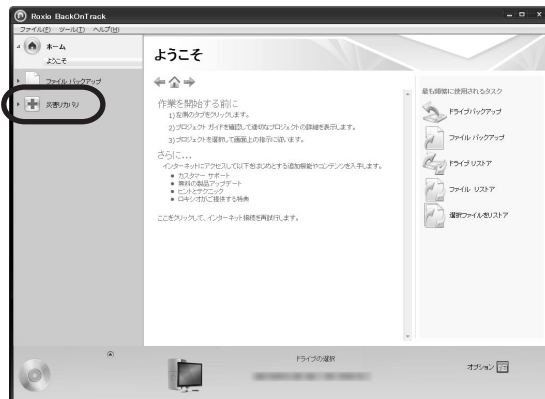 Roxio BackOnTrack
ファイル(F) ツール(T) ヘルプ(H)
ホーム
ようこそ
ファイル バックアップ
災害リカバリ
ようこそ
作業を開始する前に
1)左側のタブをクリックします。
2)プロジェクト ガイドを確認して適切なプロジェクトの詳細を表示します。
3)プロジェクトを選択して画面上の指示に従います。
さらに...
インターネットにアクセスして以下をはじめとする追加機能やコンテンツを入手します。
● カスタマー サポート
● 無料の製品アップデート
● ヒントとテクニック
● ロキシオがご提供する特典
ここをクリックして、インターネット接続を再試行します。
最も頻繁に使用されるタスク
ドライブバックアップ
ファイル バックアップ
ドライブ リストア
ファイル リストア
選択ファイルをリストア
ドライブの選択
オプション